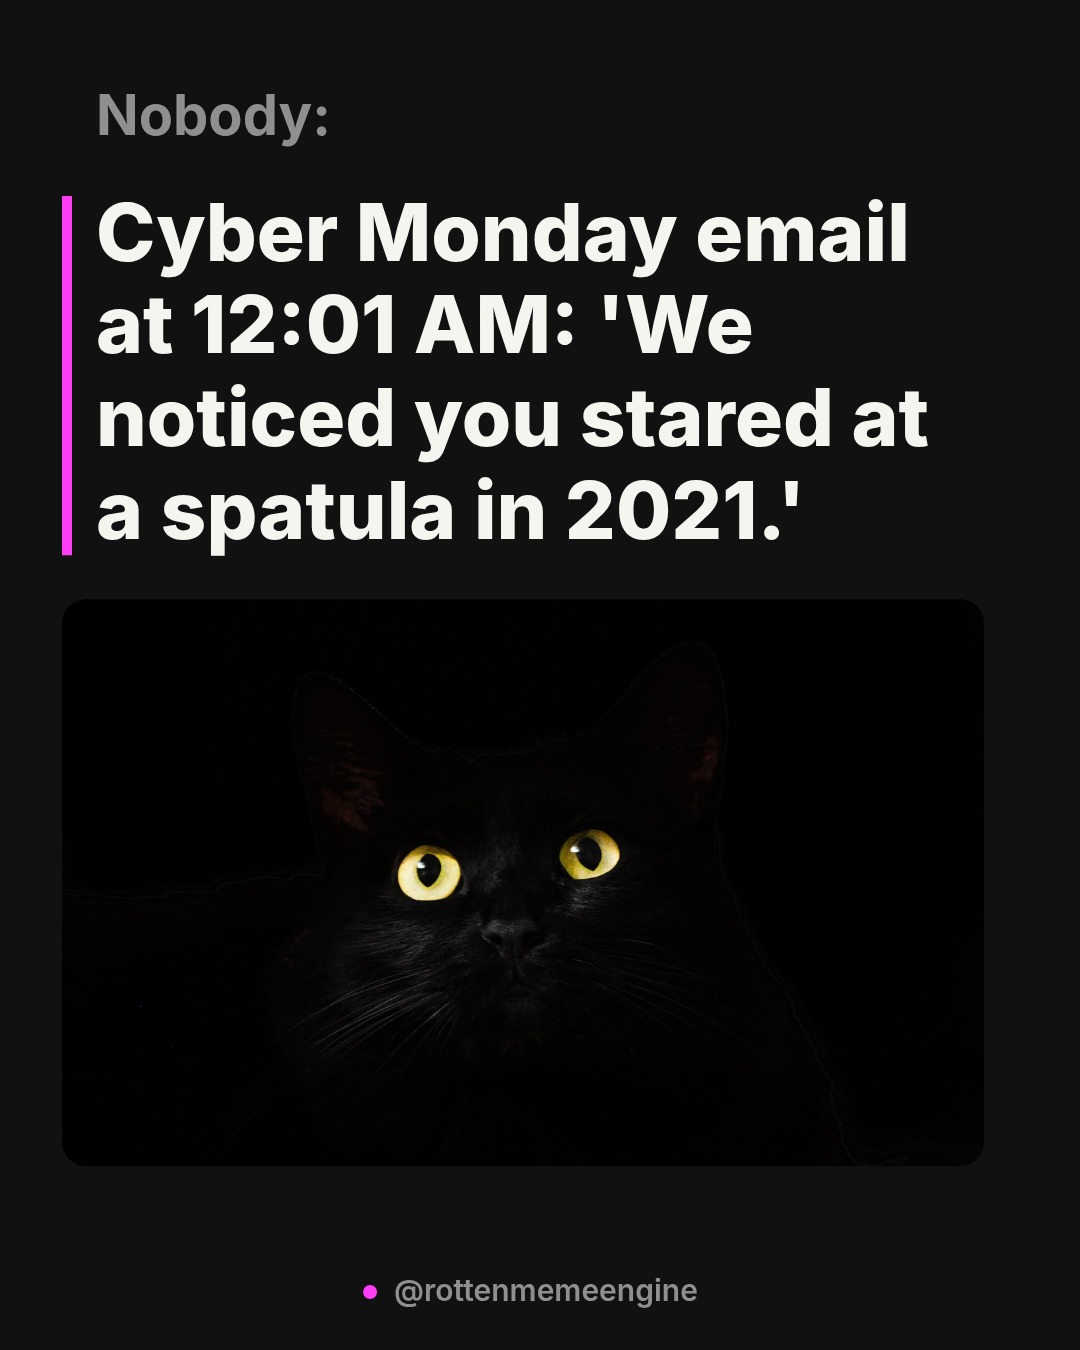 Nobody:
Cyber Monday email
at 12:01 AM: 'We
noticed you stared at
a spatula in 2021.'
@rottenmemeengine